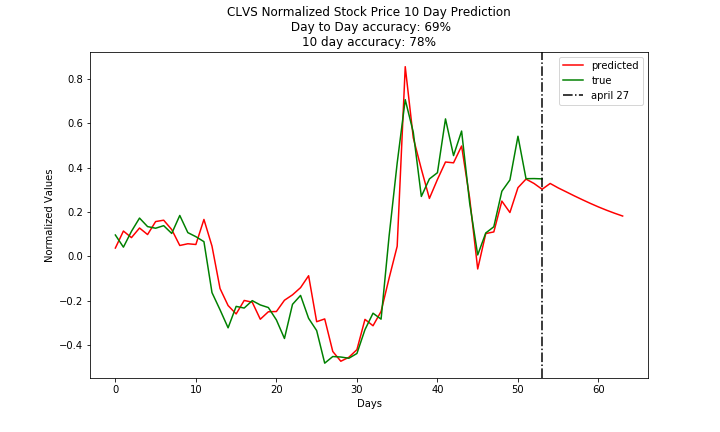 CLVS Normalized Stock Price 10 Day Prediction
Day to Day accuracy: 69%
10 day accuracy: 78%
predicted
true
april 27
Normalized Values
0.8
0.6
0.4
0.2
0.0
−0.2
−0.4
0
10
20
30
40
50
60
Days